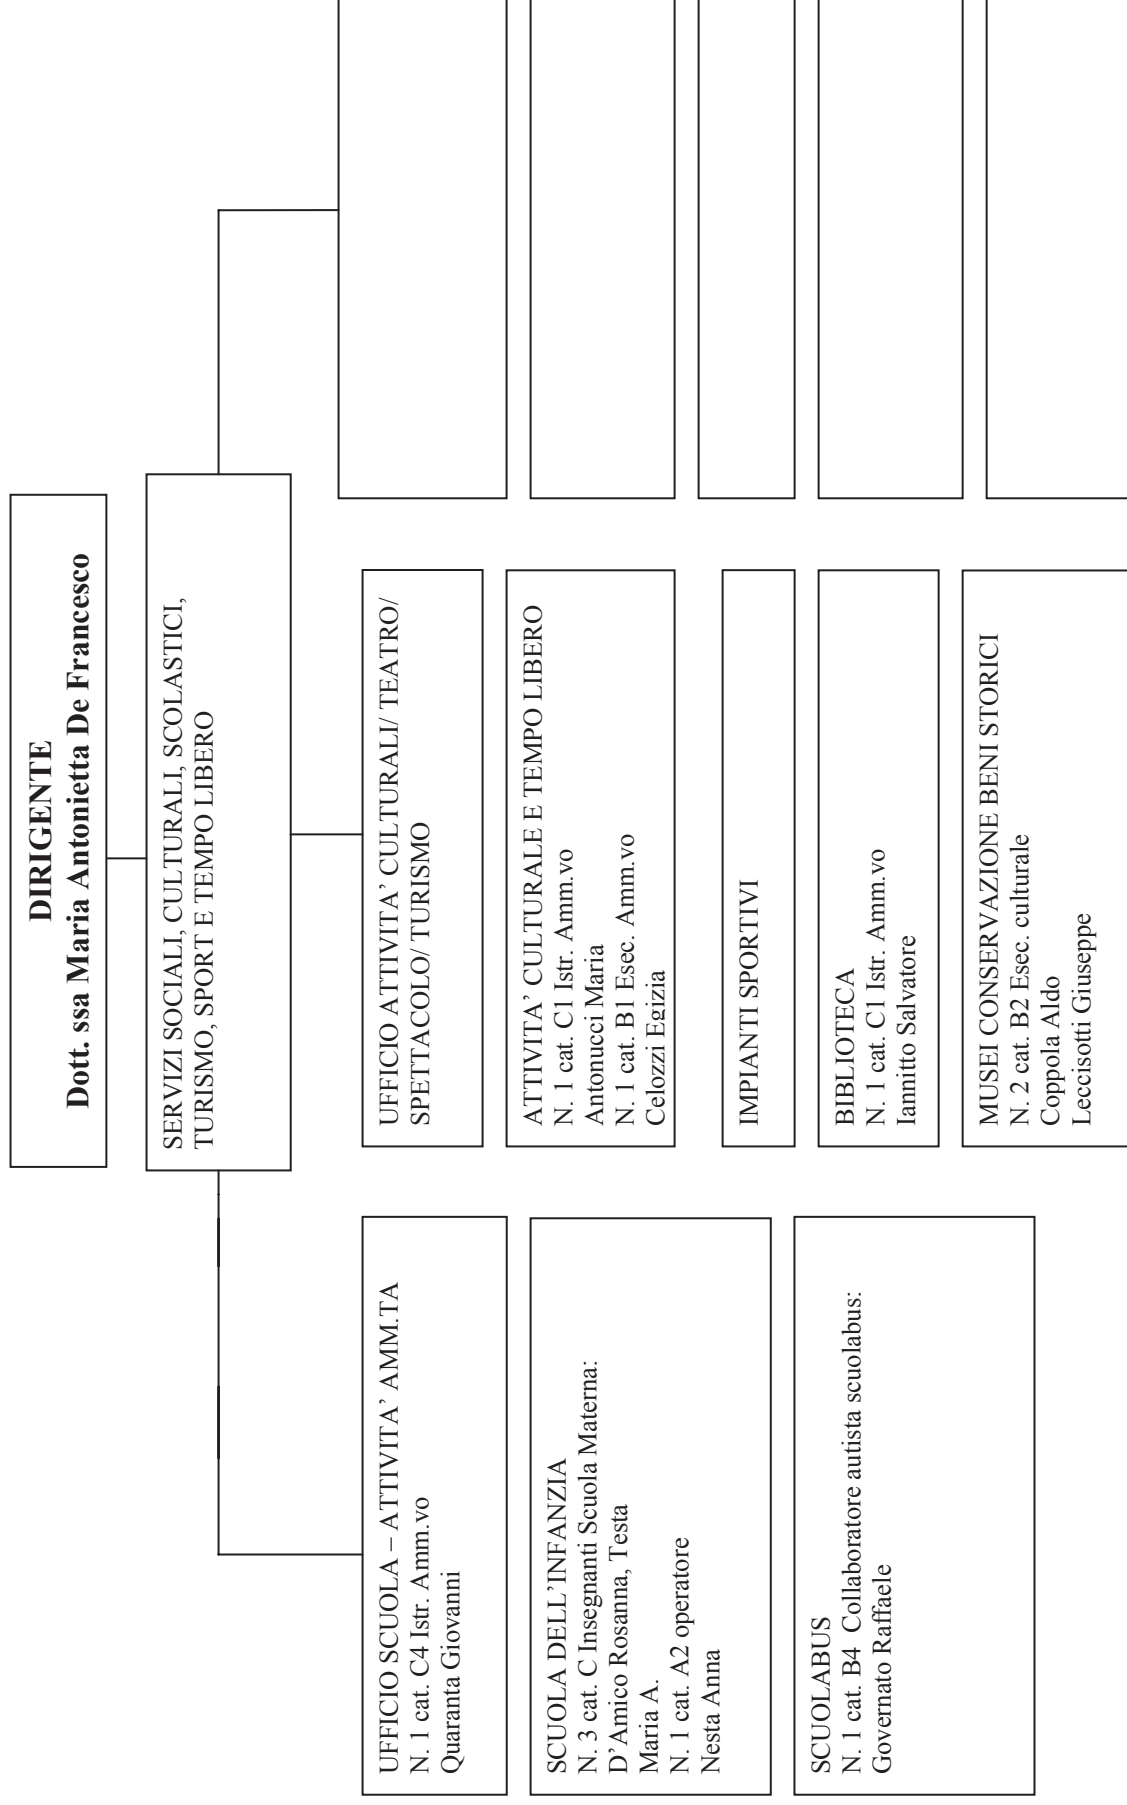 DIRIGENTE
Dott. ssa Maria Antonietta De Francesco
SERVIZI SOCIALI, CULTURALI, SCOLASTICI,
TURISMO, SPORT E TEMPO LIBERO
UFFICIO SCUOLA – ATTIVITA’ AMM.TA
N. 1 cat. C4 Istr. Amm.vo
Quaranta Giovanni
SCUOLA DELL’INFANZIA
N. 3 cat. C Insegnanti Scuola Materna:
D’Amico Rosanna, Testa
Maria A.
N. 1 cat. A2 operatore
Nesta Anna
SCUOLABUS
N. 1 cat. B4 Collaboratore autista scuolabus:
Governato Raffaele
UFFICIO ATTIVITA’ CULTURALI/ TEATRO/
SPETTACOLO/ TURISMO
ATTIVITA’ CULTURALE E TEMPO LIBERO
N. 1 cat. C1 Istr. Amm.vo
Antonucci Maria
N. 1 cat. B1 Esec. Amm.vo
Celozzi Egizia
IMPIANTI SPORTIVI
BIBLIOTECA
N. 1 cat. C1 Istr. Amm.vo
Iannitto Salvatore
MUSEI CONSERVAZIONE BENI STORICI
N. 2 cat. B2 Esec. culturale
Coppola Aldo
Leccisotti Giuseppe